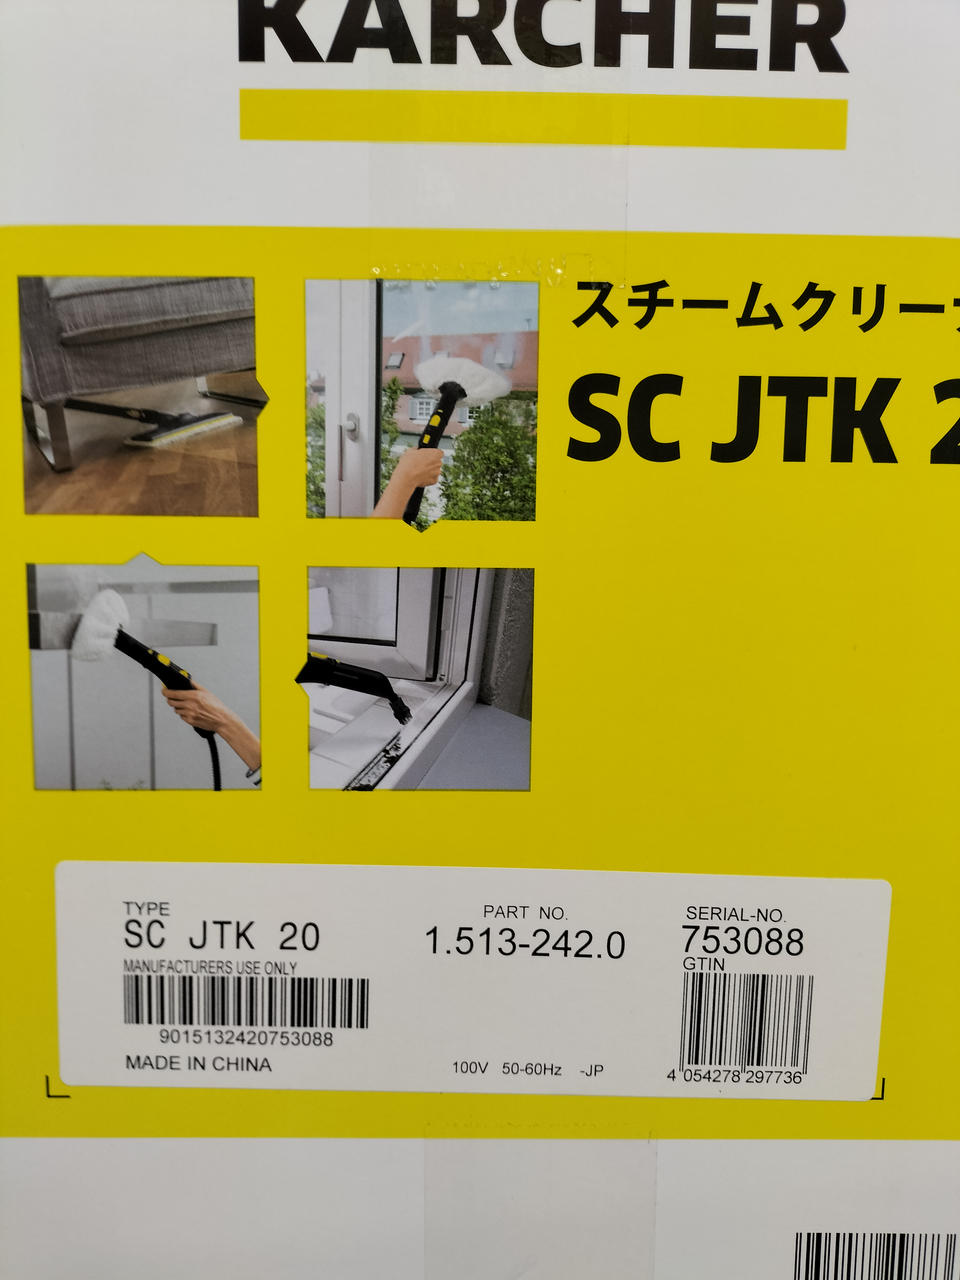 KARCHER
スチームクリーナ
SC JTK 2
TYPE
SC JTK 20
MANUFACTURERS USE ONLY
9015132420753088
MADE IN CHINA
PART NO.
1.513-242.0
100V 50-60Hz -JP
SERIAL-NO.
753088
GTIN
4 054278 297736